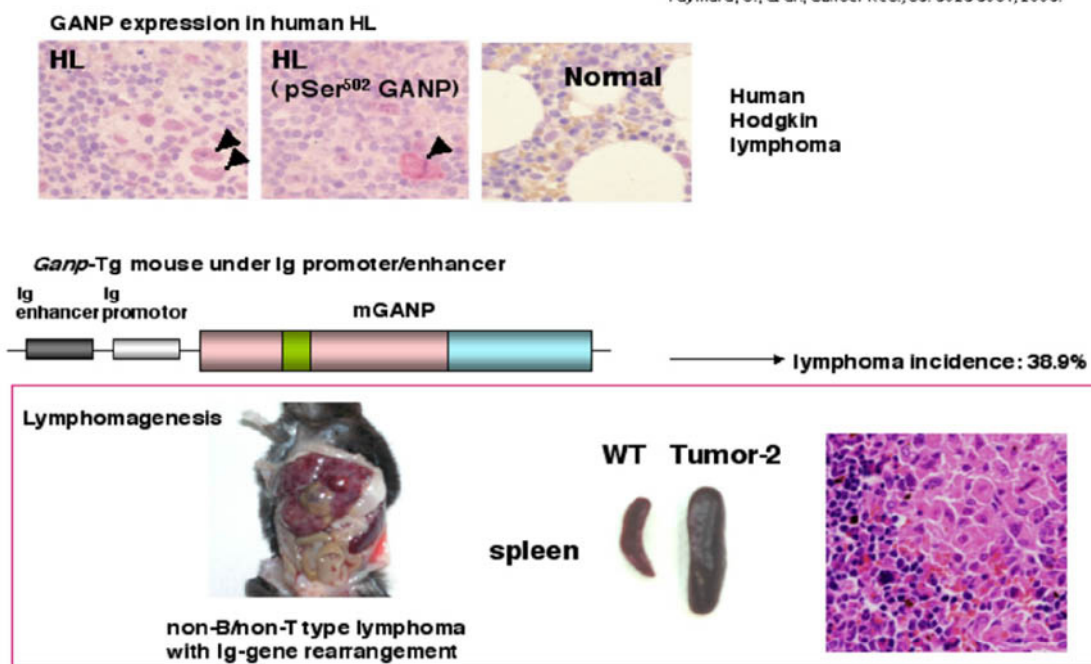 GANP expression in human HL
HL
HL
( pSer⁵⁰² GANP)
Normal
Human
Hodgkin
lymphoma
Ganp-Tg mouse under Ig promoter/enhancer
Ig
enhancer
Ig
promotor
mGANP
lymphoma incidence: 38.9%
Lymphomagenesis
WT
Tumor-2
spleen
non-B/non-T type lymphoma
with Ig-gene rearrangement